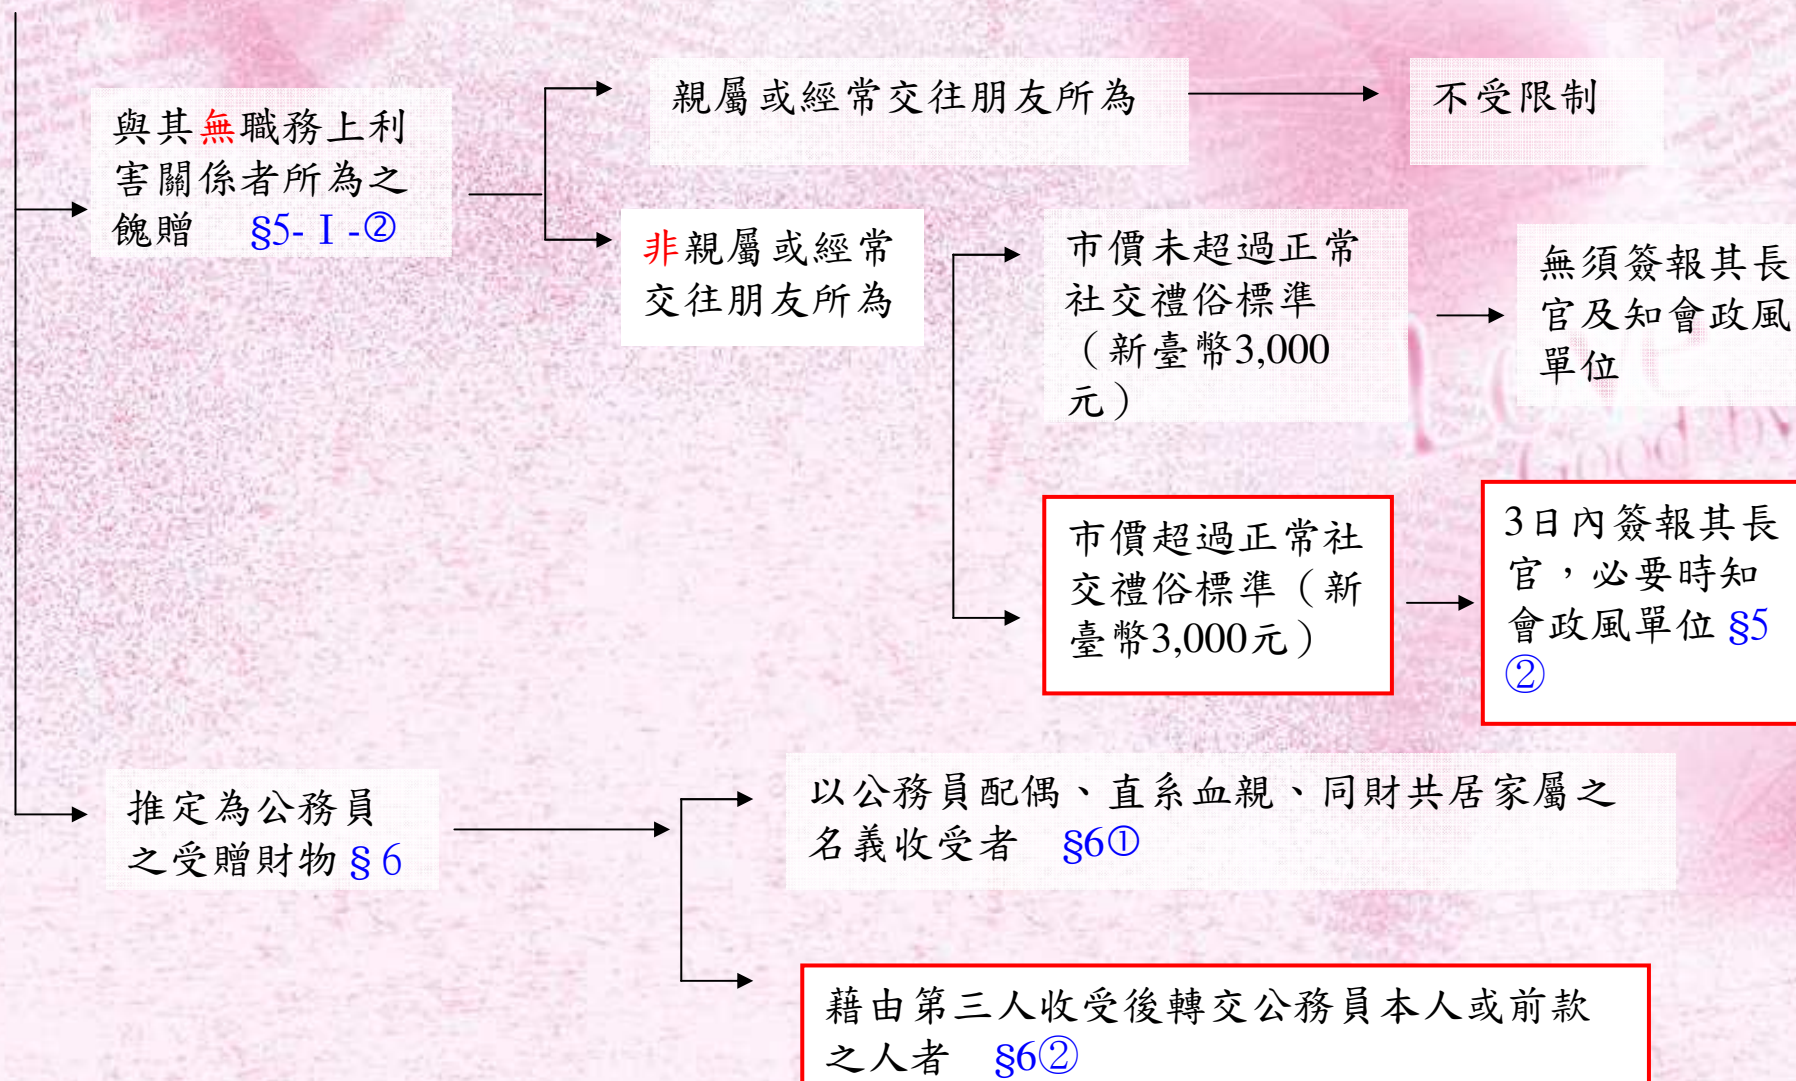 與其無職務上利
害關係者所為之
餽贈 §5-Ⅰ-②
親屬或經常交往朋友所為
不受限制
非親屬或經常
交往朋友所為
市價未超過正常
社交禮俗標準
（新臺幣3,000
元）
無須簽報其長
官及知會政風
單位
市價超過正常社
交禮俗標準（新
臺幣3,000元）
3日內簽報其長
官，必要時知
會政風單位 §5
②
推定為公務員
之受贈財物§6
以公務員配偶、直系血親、同財共居家屬之
名義收受者 §6①
藉由第三人收受後轉交公務員本人或前款
之人者 §6②
Love